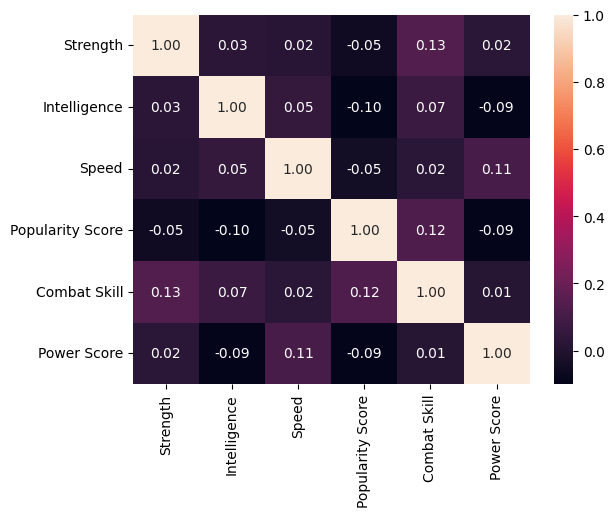 Strength 1.00 0.03 0.02 -0.05 0.13 0.02
Intelligence 0.03 1.00 0.05 -0.10 0.07 -0.09
Speed 0.02 0.05 1.00 -0.05 0.02 0.11
Popularity Score -0.05 -0.10 -0.05 1.00 0.12 -0.09
Combat Skill 0.13 0.07 0.02 0.12 1.00 0.01
Power Score 0.02 -0.09 0.11 -0.09 0.01 1.00
Strength
Intelligence
Speed
Popularity Score
Combat Skill
Power Score
1.0
0.8
0.6
0.4
0.2
0.0